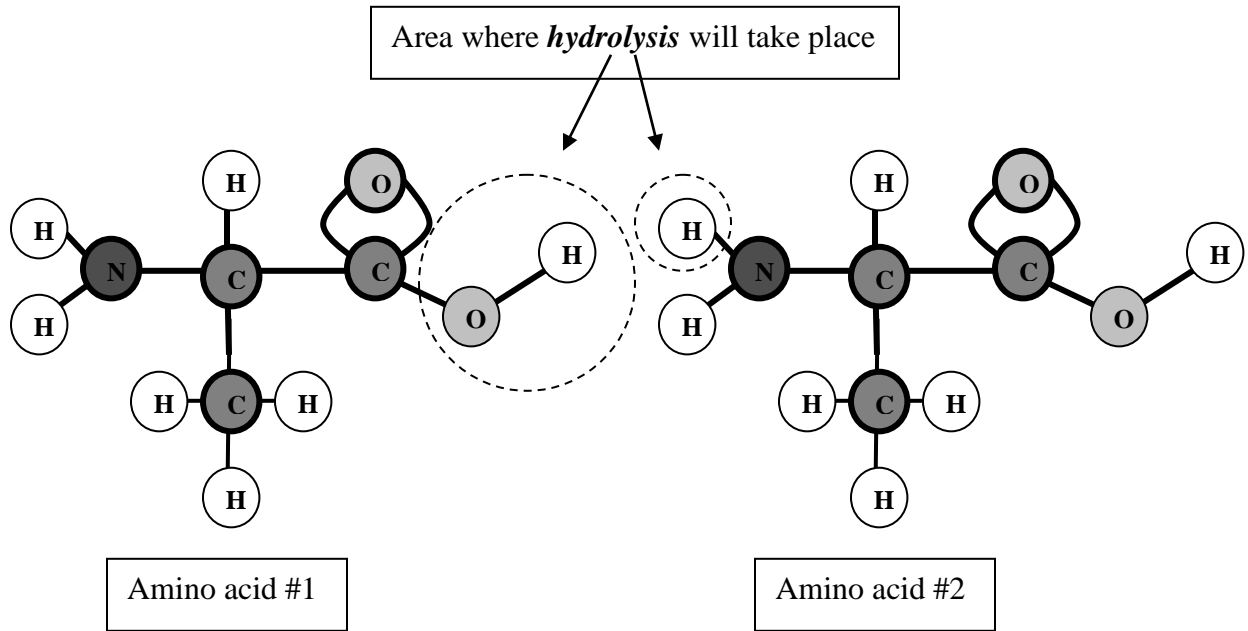 Area where hydrolysis will take place
H O H O
H H H H
N C C N C C
H O H O
H C H H C H
H H
Amino acid #1 Amino acid #2